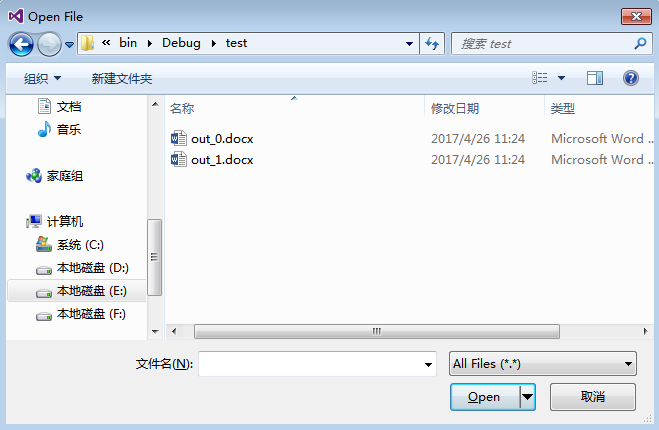 Open File
« bin Debug test
搜索 test
组织 新建文件夹
文档
音乐
家庭组
计算机
系统 (C:)
本地磁盘 (D:)
本地磁盘 (E:)
本地磁盘 (F:)
名称 修改日期 类型
out_0.docx 2017/4/26 11:24 Microsoft Word ..
out_1.docx 2017/4/26 11:24 Microsoft Word ..
文件名(N): All Files (*.*)
Open 取消